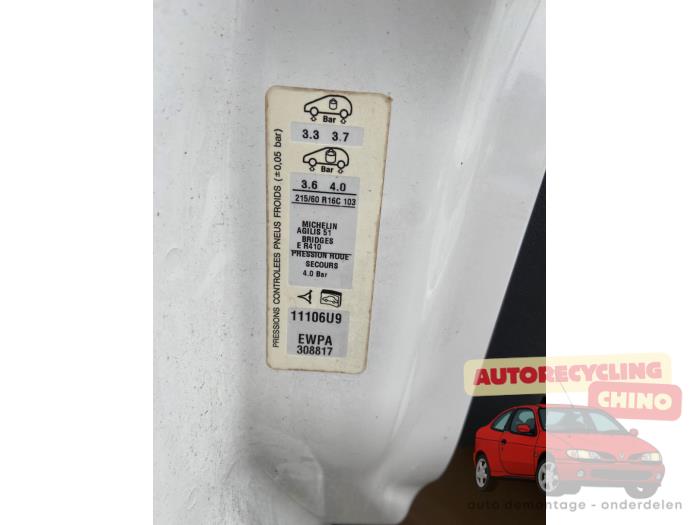 PRESSIONS CONTROLEES PNEUS FROIDS (±0,05 bar)
Bar
3.3 3.7
Bar
3.6 4.0
215/60 R16C 103
MICHELIN
AGILIS 51
BRIDGES
E R410
PRESSION ROUE
SECOURS
4.0 Bar
11106U9
EWPA
308817
AUTORECYCLING
CHINO
auto demontage - onderdelen